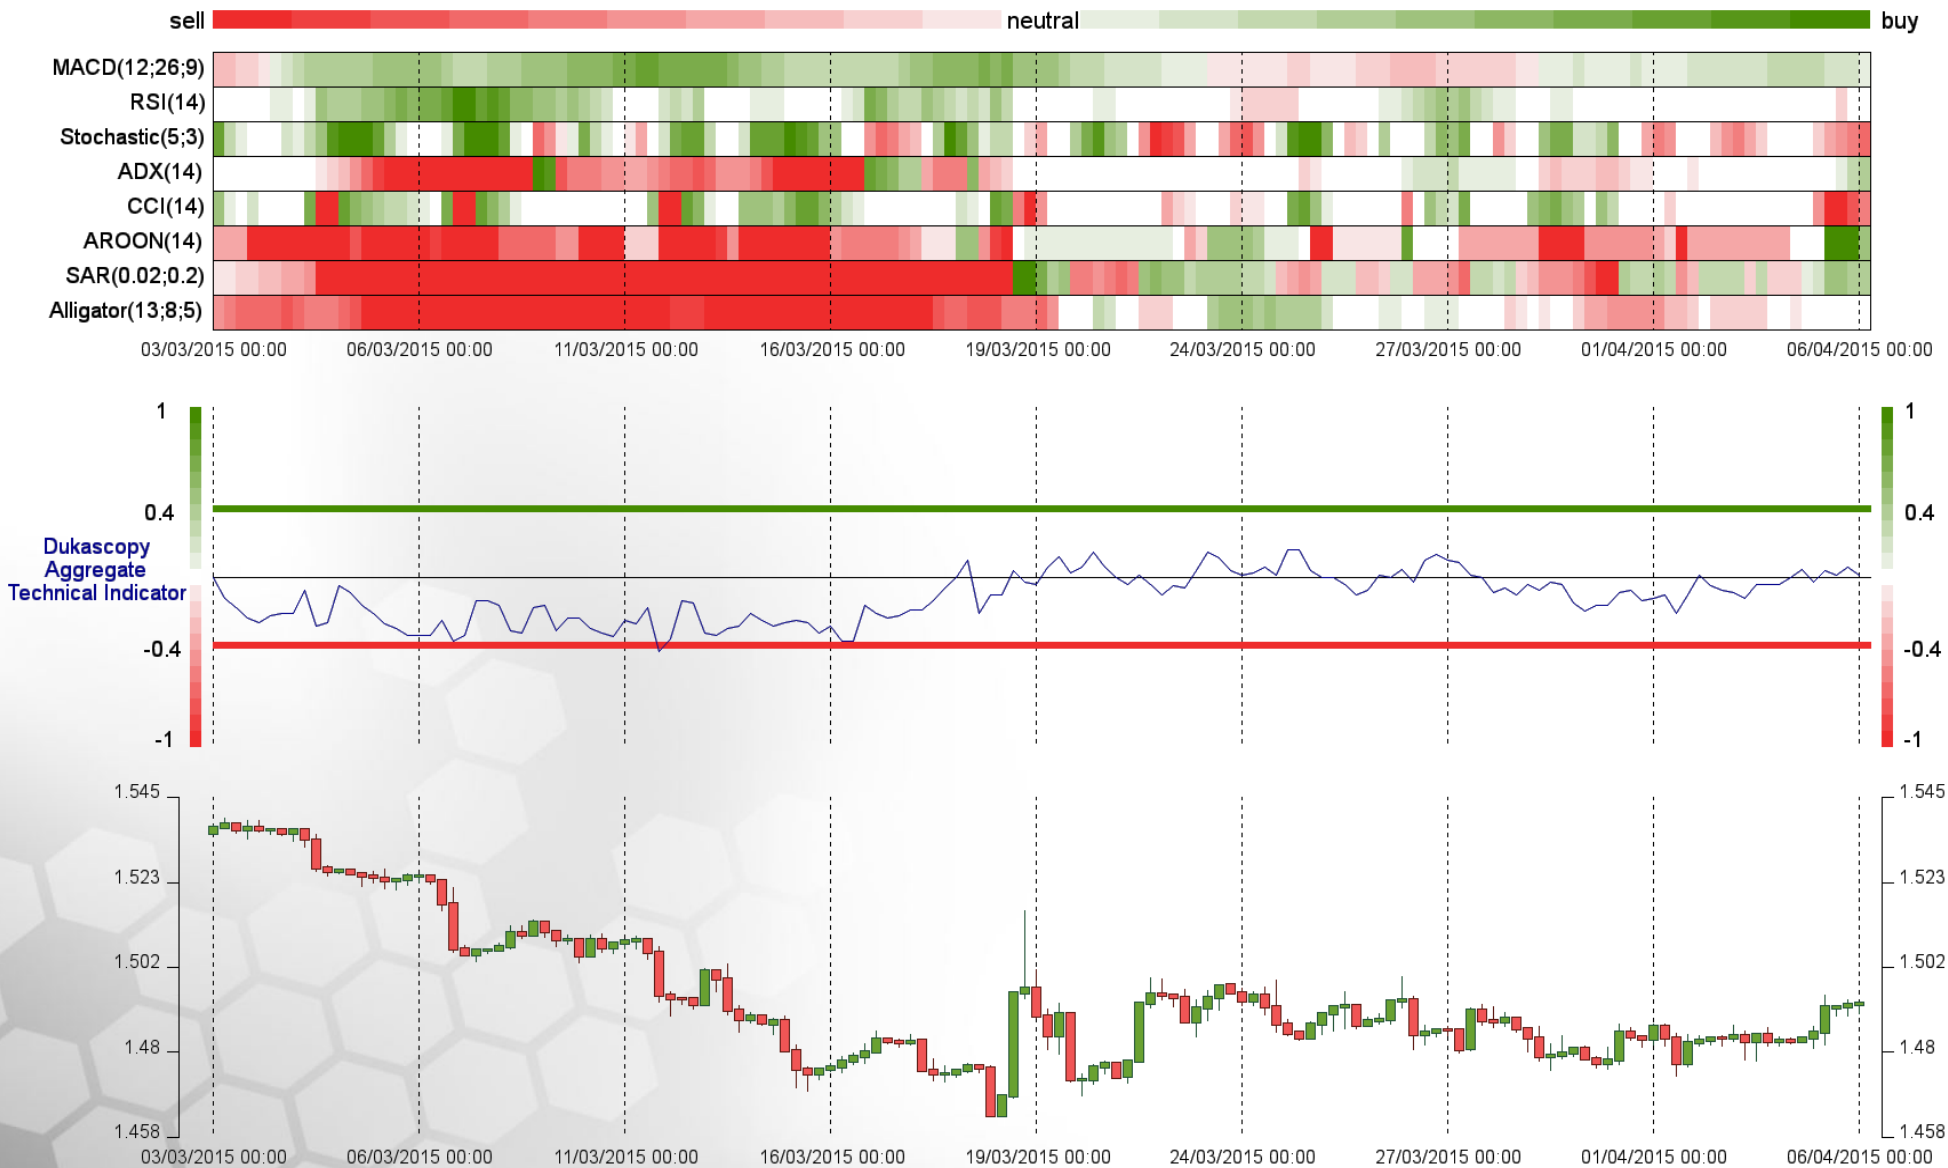 sell neutral buy
MACD(12;26;9)
RSI(14)
Stochastic(5;3)
ADX(14)
CCI(14)
AROON(14)
SAR(0.02;0.2)
Alligator(13;8;5)
03/03/2015 00:00 06/03/2015 00:00 11/03/2015 00:00 16/03/2015 00:00 19/03/2015 00:00 24/03/2015 00:00 27/03/2015 00:00 01/04/2015 00:00 06/04/2015 00:00
1 1
0.4 0.4
Dukascopy
Aggregate
Technical Indicator
-0.4 -0.4
-1 -1
1.545 1.545
1.523 1.523
1.502 1.502
1.48 1.48
1.458 1.458
03/03/2015 00:00 06/03/2015 00:00 11/03/2015 00:00 16/03/2015 00:00 19/03/2015 00:00 24/03/2015 00:00 27/03/2015 00:00 01/04/2015 00:00 06/04/2015 00:00